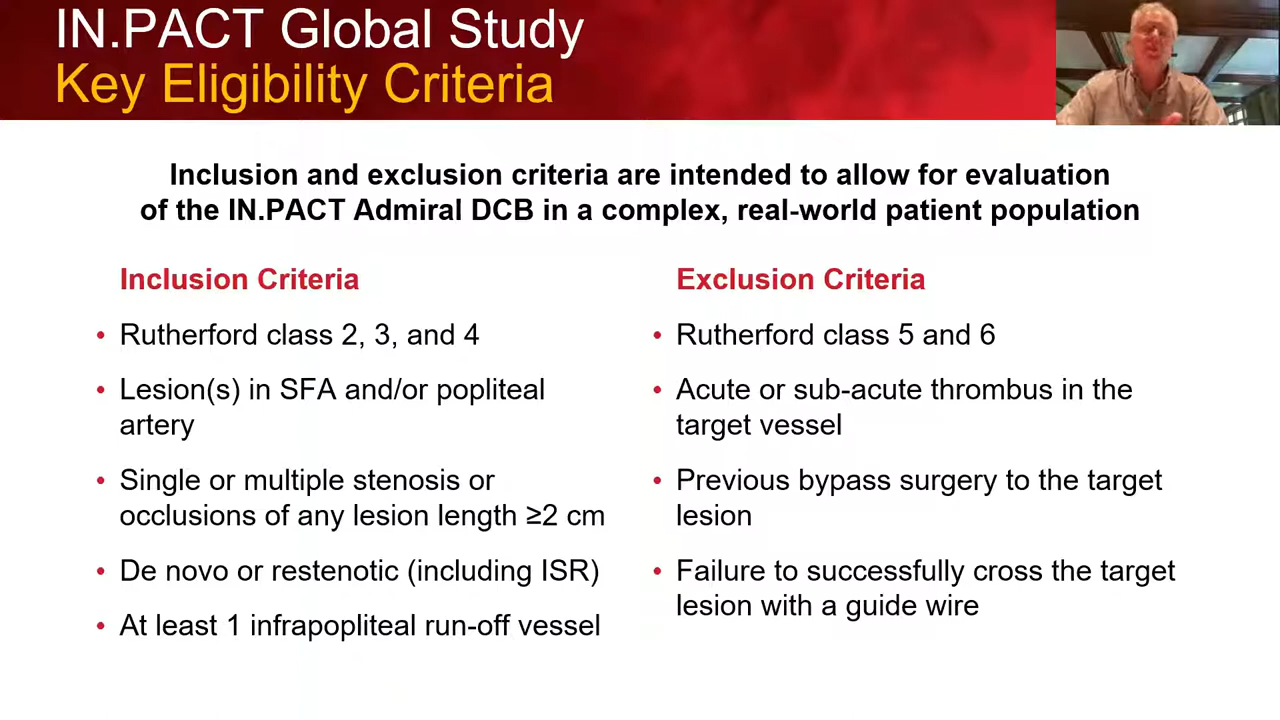 IN.PACT Global Study
Key Eligibility Criteria
Inclusion and exclusion criteria are intended to allow for evaluation
of the IN.PACT Admiral DCB in a complex, real-world patient population
Inclusion Criteria
• Rutherford class 2, 3, and 4
• Lesion(s) in SFA and/or popliteal
artery
• Single or multiple stenosis or
occlusions of any lesion length ≥2 cm
• De novo or restenotic (including ISR)
• At least 1 infrapopliteal run-off vessel
Exclusion Criteria
• Rutherford class 5 and 6
• Acute or sub-acute thrombus in the
target vessel
• Previous bypass surgery to the target
lesion
• Failure to successfully cross the target
lesion with a guide wire